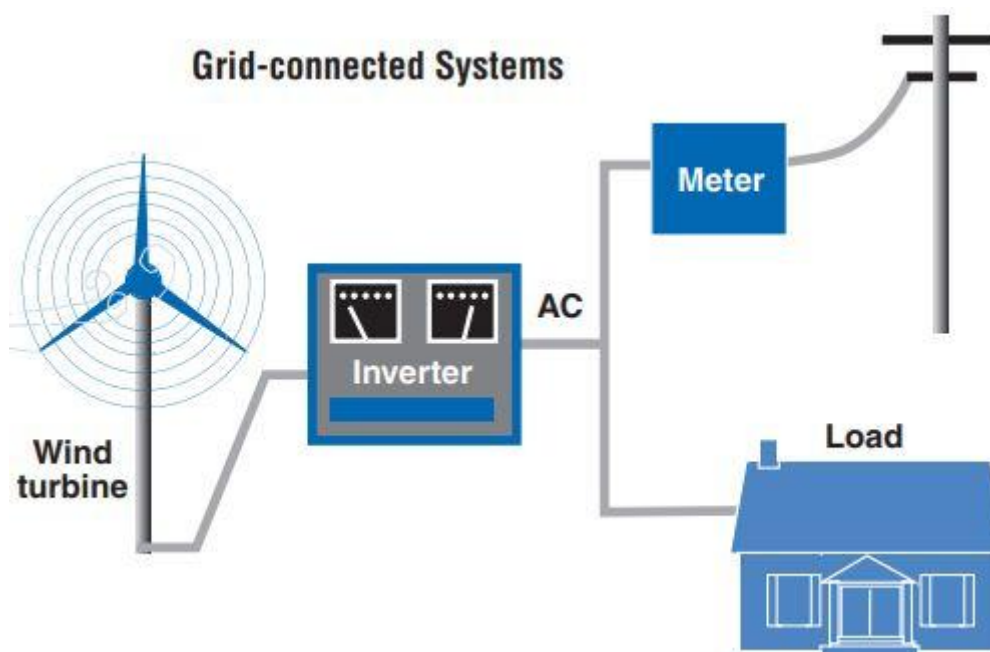 Grid-connected Systems
Meter
AC
Inverter
Wind
turbine
Load